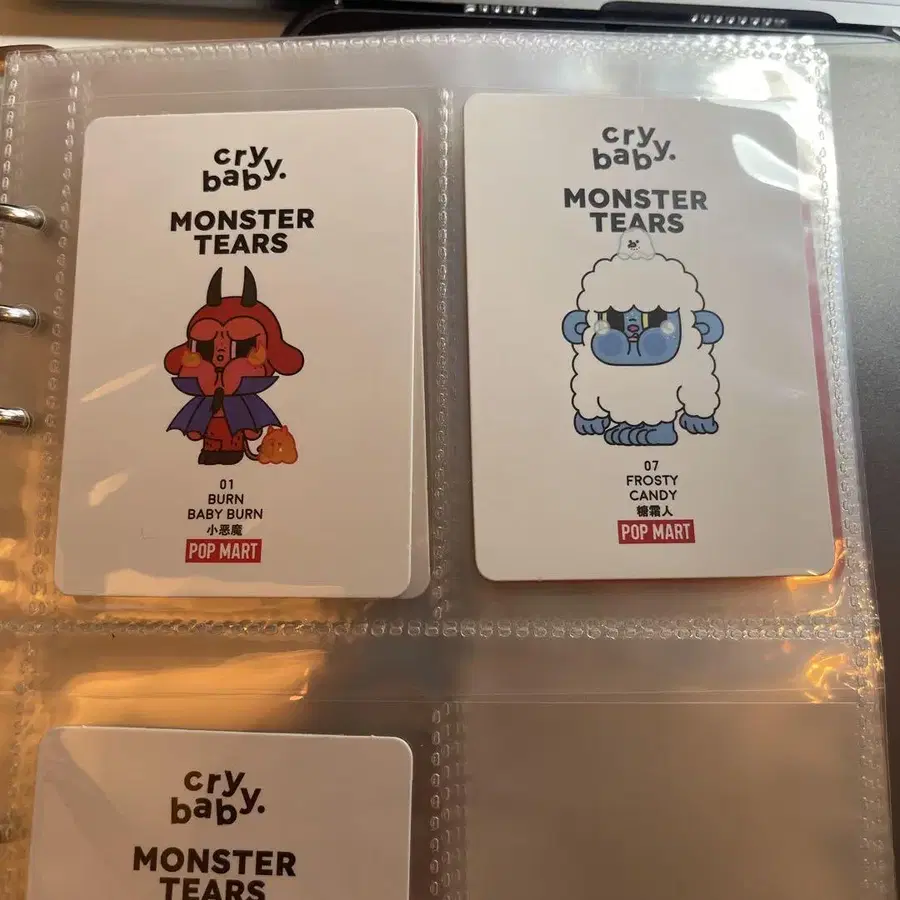 cry
baby.
MONSTER
TEARS
01
BURN
BABY BURN
小恶魔
POP MART
cry
baby.
MONSTER
TEARS
07
FROSTY
CANDY
糖霜人
POP MART
cry
baby.
MONSTER
TEARS